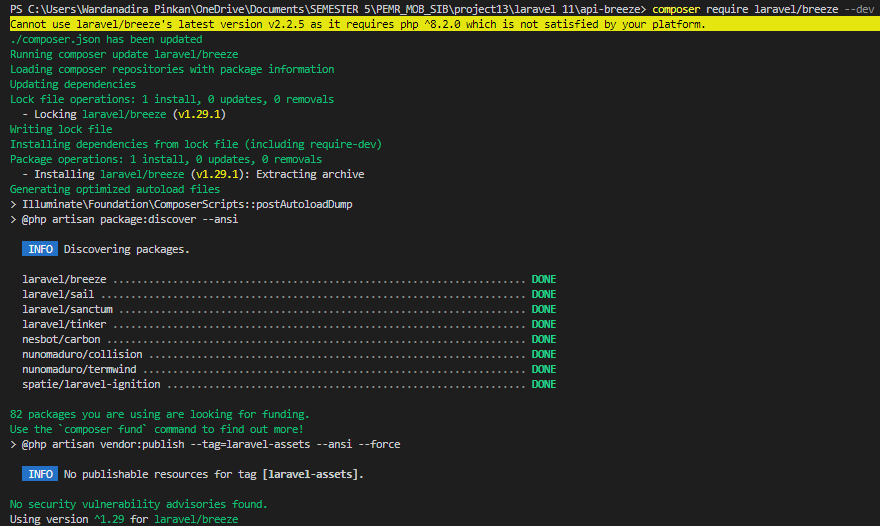 PS C:\Users\Wardanadira Pinkan\OneDrive\Documents\SEMESTER 5\PEMR_MOB_SIB\project13\laravel 11\api-breeze> composer require laravel/breeze --dev
Cannot use laravel/breeze's latest version v2.2.5 as it requires php ^8.2.0 which is not satisfied by your platform.
./composer.json has been updated
Running composer update laravel/breeze
Loading composer repositories with package information
Updating dependencies
Lock file operations: 1 install, 0 updates, 0 removals
  - Locking laravel/breeze (v1.29.1)
Writing lock file
Installing dependencies from lock file (including require-dev)
Package operations: 1 install, 0 updates, 0 removals
  - Installing laravel/breeze (v1.29.1): Extracting archive
Generating optimized autoload files
> Illuminate\Foundation\ComposerScripts::postAutoloadDump
> @php artisan package:discover --ansi
INFO Discovering packages.
laravel/breeze ..................................................................... DONE
laravel/sail ....................................................................... DONE
laravel/sanctum .................................................................... DONE
laravel/tinker ..................................................................... DONE
nesbot/carbon ...................................................................... DONE
nunomaduro/collision ............................................................... DONE
nunomaduro/termwind ................................................................ DONE
spatie/laravel-ignition ............................................................ DONE
82 packages you are using are looking for funding.
Use the `composer fund` command to find out more!
> @php artisan vendor:publish --tag=laravel-assets --ansi --force
INFO No publishable resources for tag [laravel-assets].
No security vulnerability advisories found.
Using version ^1.29 for laravel/breeze